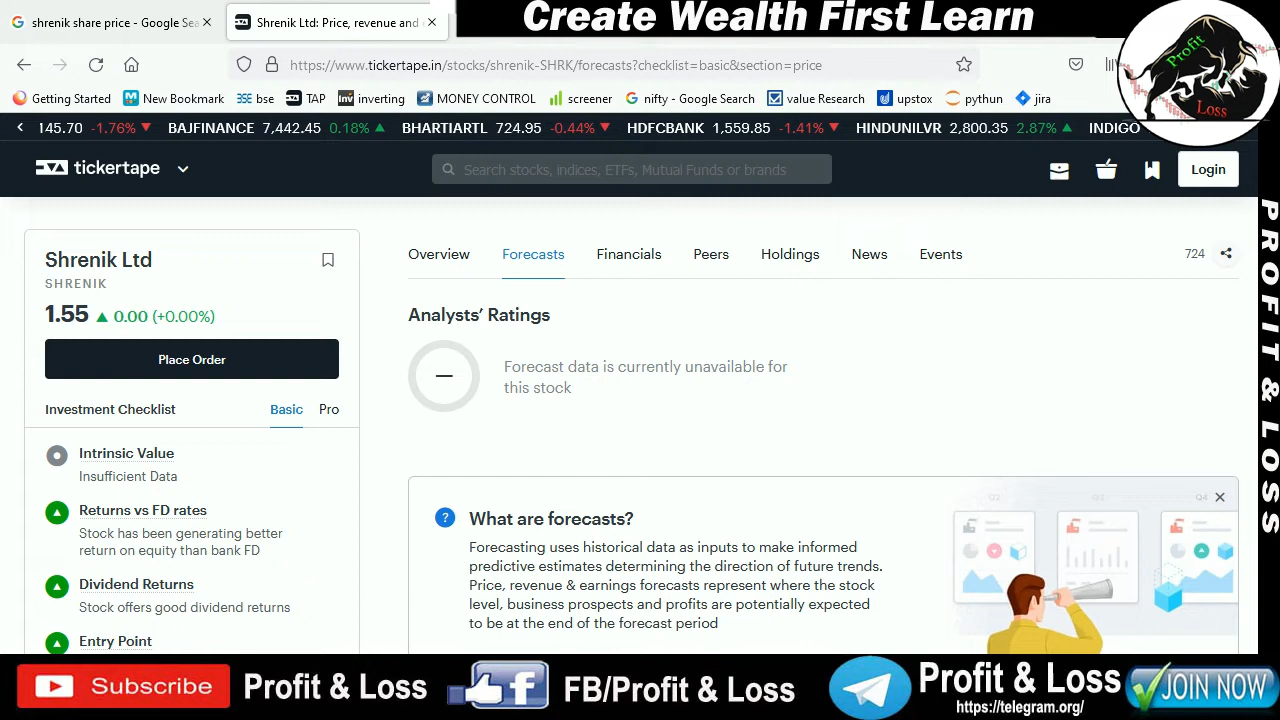 Create Wealth First Learn
shrenik share price - Google Sea
Shrenik Ltd: Price, revenue and
https://www.tickertape.in/stocks/shrenik-SHRK/forecasts?checklist=basic&section=price
Getting Started
New Bookmark
bse
TAP
inverting
MONEY CONTROL
screener
nifty - Google Search
value Research
upstox
pythun
jira
Profit
Loss
145.70 -1.76%
BAJFINANCE 7,442.45 0.18%
BHARTIARTL 724.95 -0.44%
HDFCBANK 1,559.85 -1.41%
HINDUNILVR 2,800.35 2.87%
INDIGO
tickertape
Search stocks, Indices, ETFs, Mutual Funds or brands
Login
Shrenik Ltd
SHRENIK
1.55 0.00 (+0.00%)
Place Order
Investment Checklist
Basic
Pro
Intrinsic Value
Insufficient Data
Returns vs FD rates
Stock has been generating better
return on equity than bank FD
Dividend Returns
Stock offers good dividend returns
Entry Point
Overview
Forecasts
Financials
Peers
Holdings
News
Events
724
Analysts’ Ratings
Forecast data is currently unavailable for
this stock
What are forecasts?
Forecasting uses historical data as inputs to make informed
predictive estimates determining the direction of future trends.
Price, revenue & earnings forecasts represent where the stock
level, business prospects and profits are potentially expected
to be at the end of the forecast period
Q2
Q4
PROFIT & LOSS
Subscribe
Profit & Loss
FB/Profit & Loss
Profit & Loss
https://telegram.org/
JOIN NOW